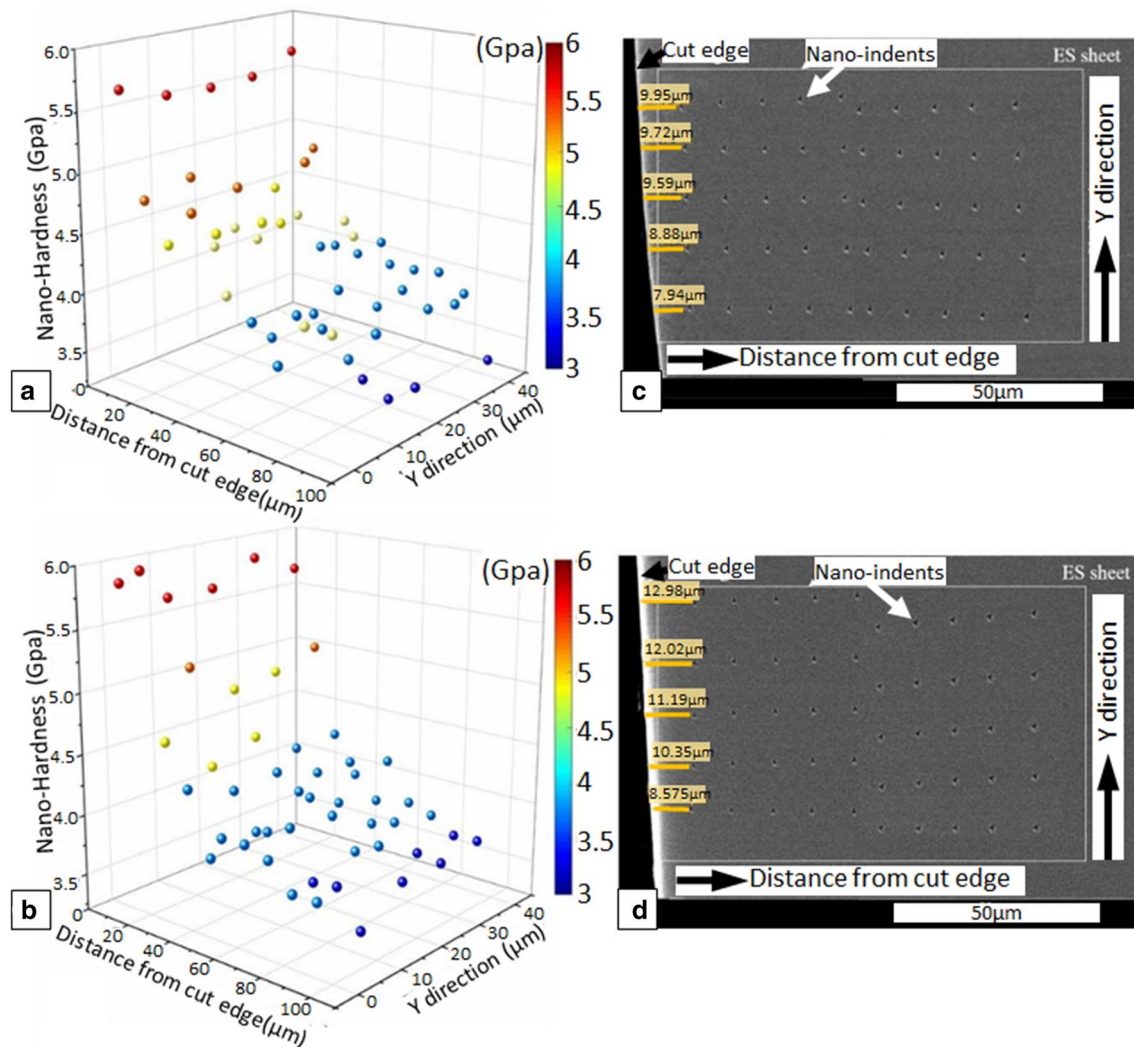 a
(Gpa)
6.0
5.5
5.0
4.5
4.0
3.5
Nano-Hardness (Gpa)
0
20
40
60
80
100
Distance from cut edge(µm)
0
10
20
30
40
Y direction (µm)
6
5.5
5
4.5
4
3.5
3
c
Cut edge
Nano-indents
ES sheet
9.95µm
9.72µm
9.59µm
8.88µm
7.94µm
Y direction
Distance from cut edge
50µm
b
(Gpa)
6.0
5.5
5.0
4.5
4.0
3.5
Nano-Hardness (Gpa)
0
20
40
60
80
100
Distance from cut edge(µm)
0
10
20
30
40
Y direction (µm)
6
5.5
5
4.5
4
3.5
3
d
Cut edge
Nano-indents
ES sheet
12.98µm
12.02µm
11.19µm
10.35µm
8.575µm
Y direction
Distance from cut edge
50µm